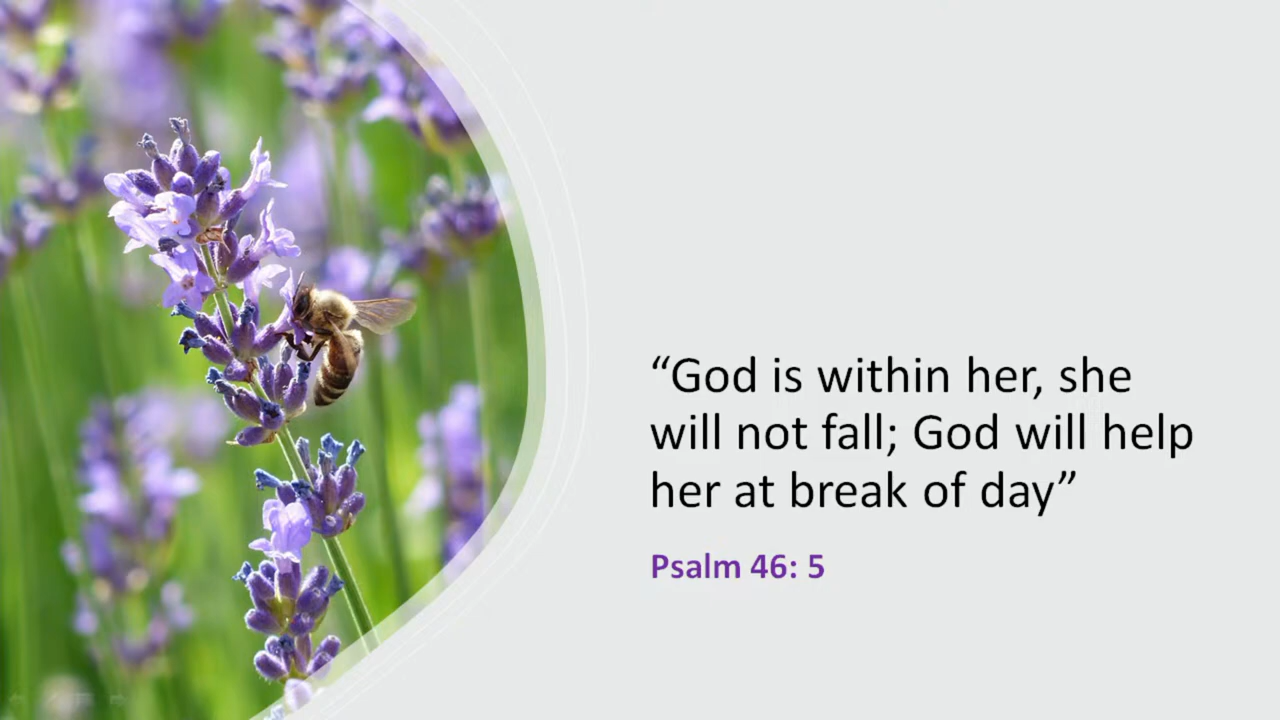 “God is within her, she
will not fall; God will help
her at break of day”
Psalm 46: 5